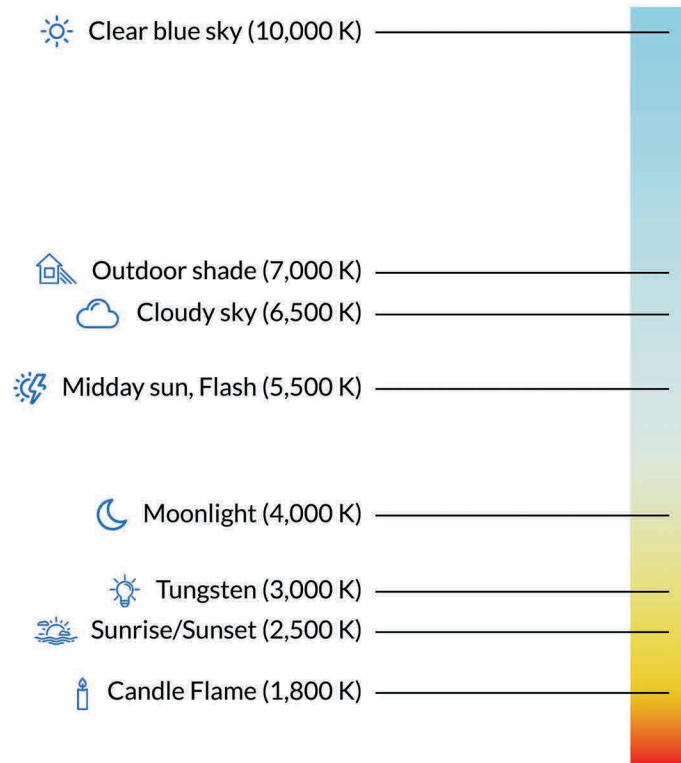 Clear blue sky (10,000 K)
Outdoor shade (7,000 K)
Cloudy sky (6,500 K)
Midday sun, Flash (5,500 K)
Moonlight (4,000 K)
Tungsten (3,000 K)
Sunrise/Sunset (2,500 K)
Candle Flame (1,800 K)